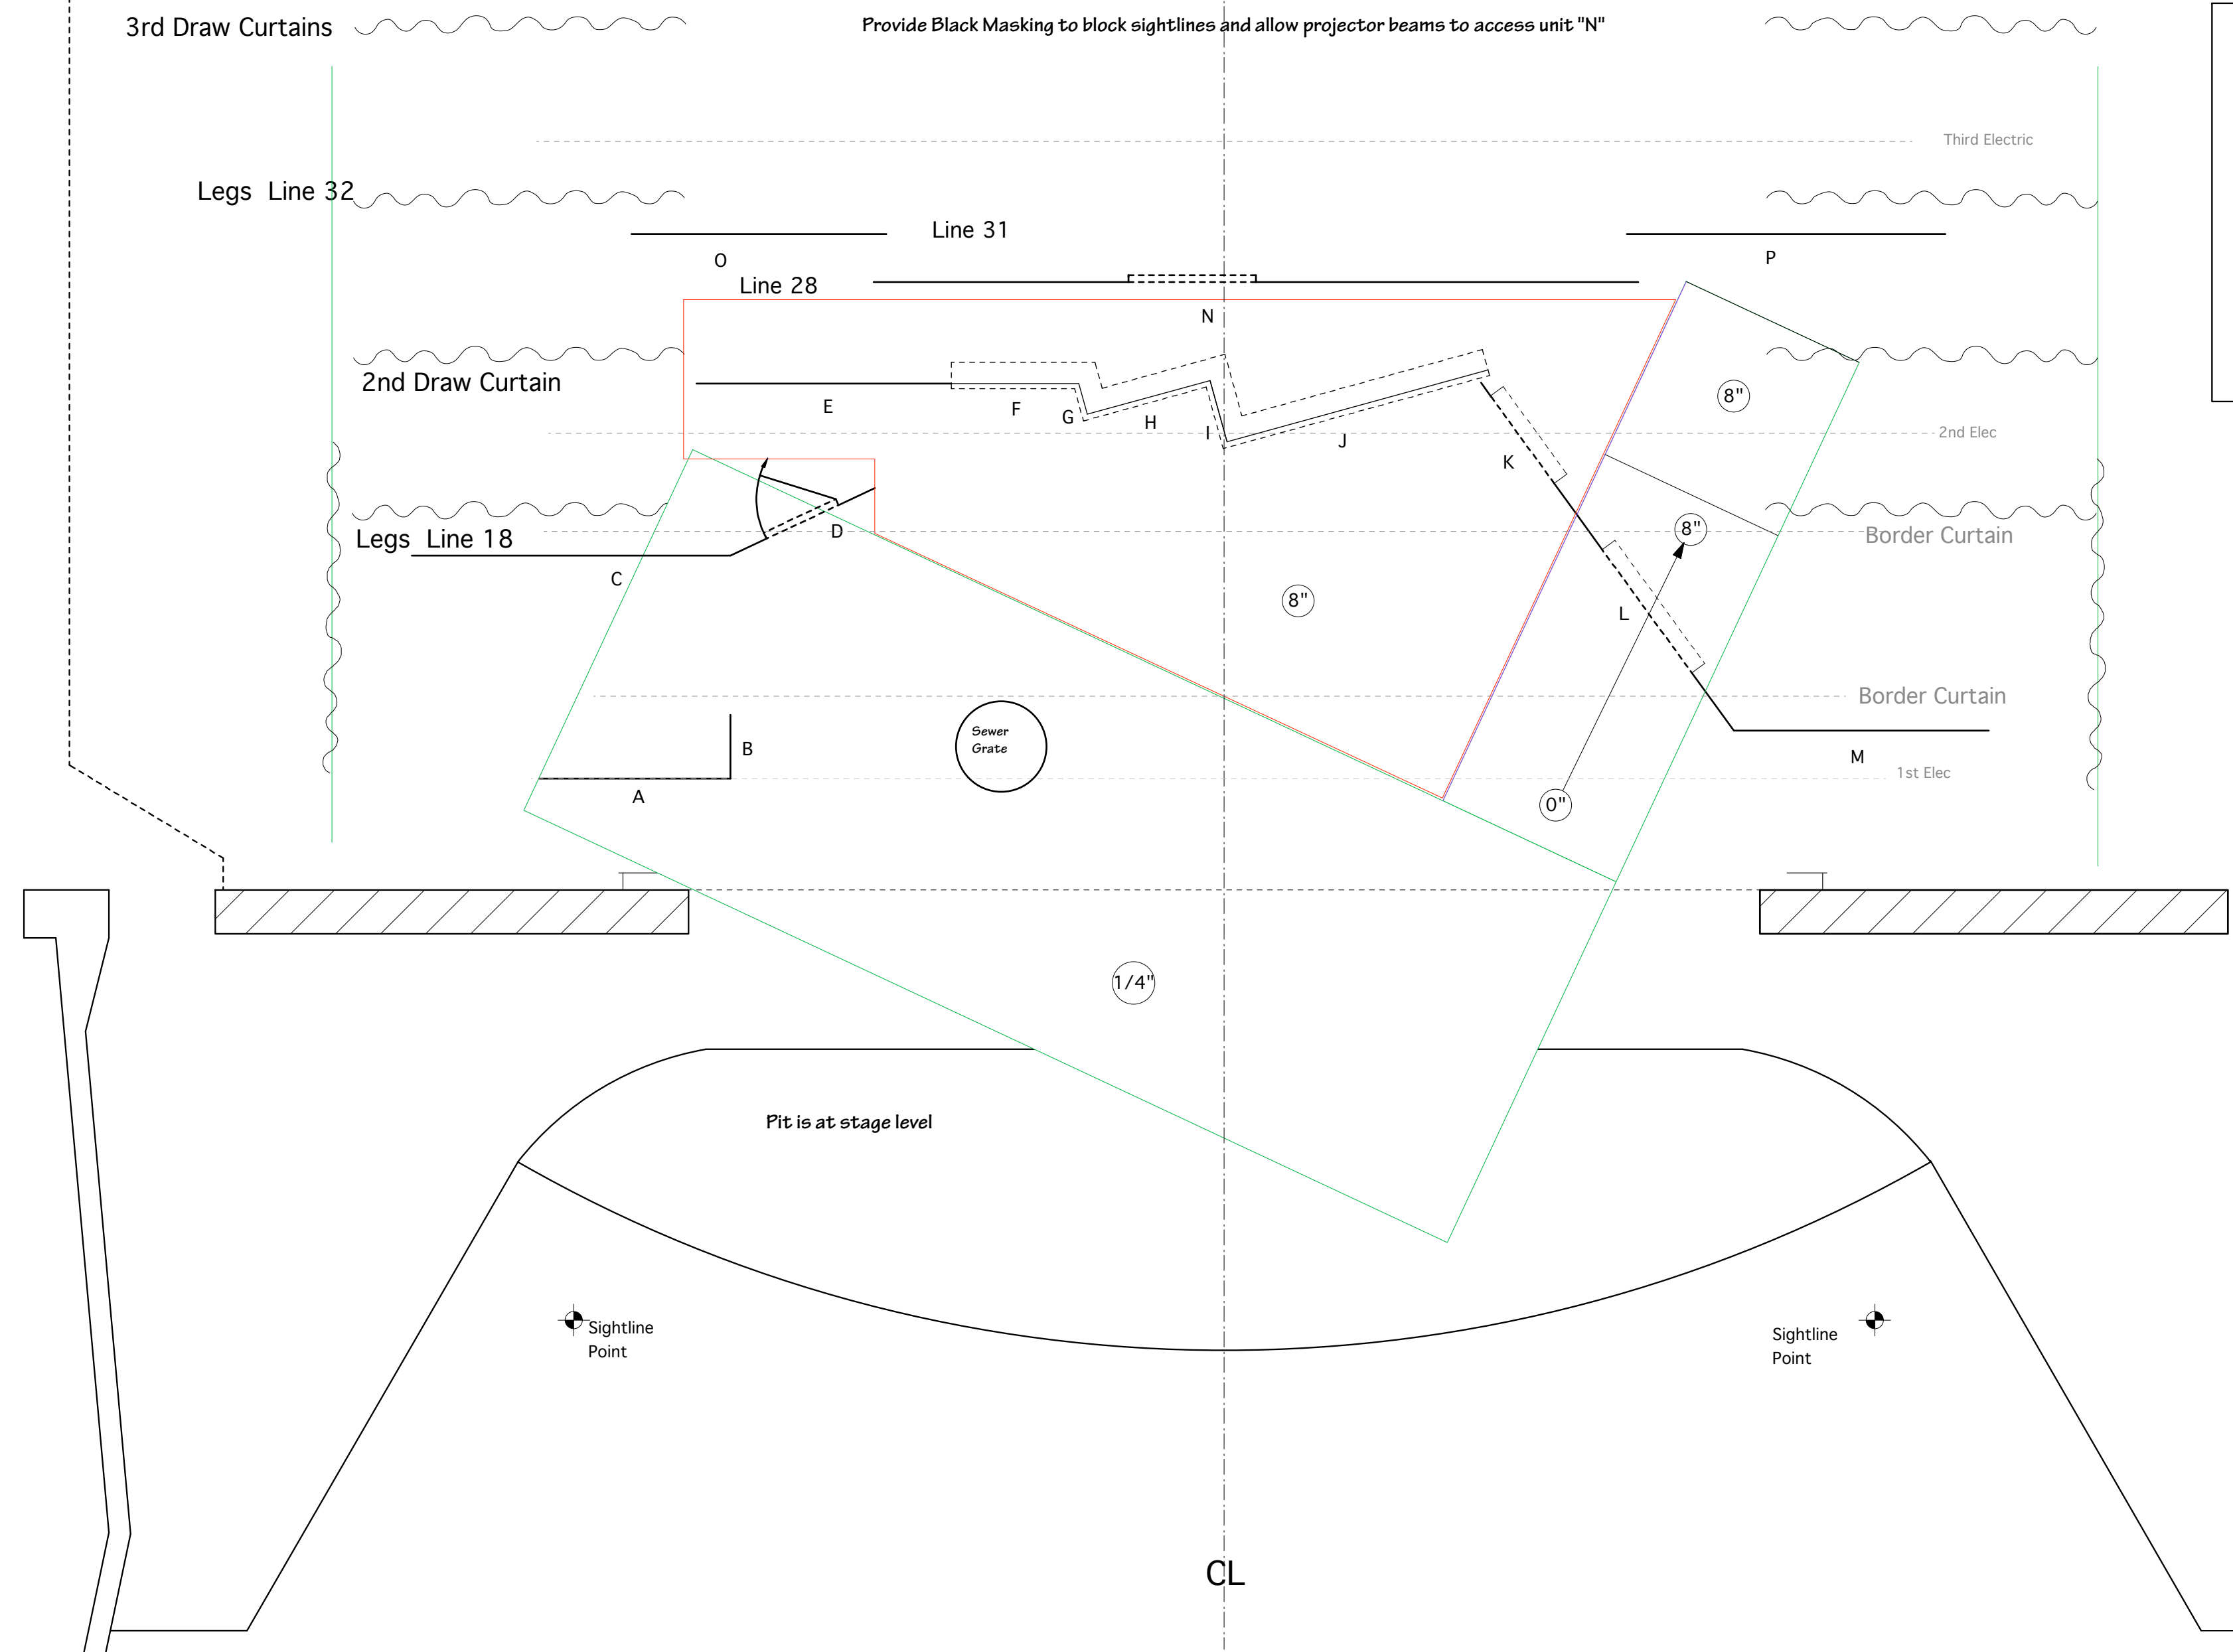 3rd Draw Curtains
Provide Black Masking to block sightlines and allow projector beams to access unit "N"
Third Electric
Legs Line 32
Line 31
O
P
Line 28
N
2nd Draw Curtain
8"
E
F
G
H
I
J
2nd Elec
K
D
8"
Legs Line 18
Border Curtain
C
8"
L
Border Curtain
Sewer
Grate
B
M
1st Elec
A
0"
1/4"
Pit is at stage level
Sightline
Point
Sightline
Point
CL